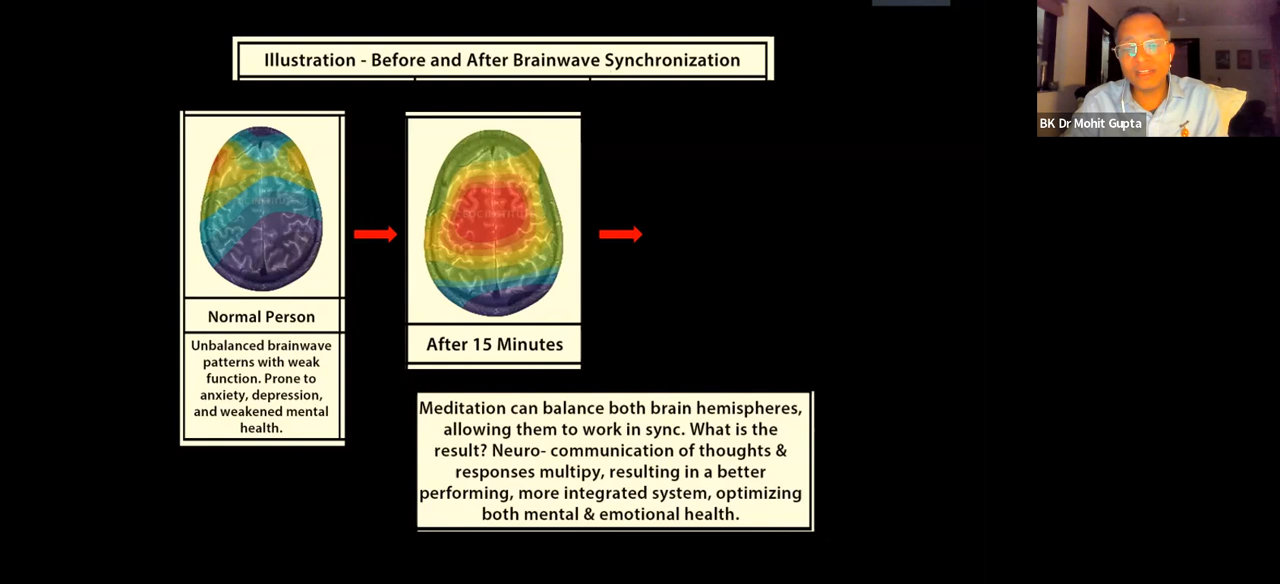 Illustration - Before and After Brainwave Synchronization
BK Dr Mohit Gupta
Normal Person
Unbalanced brainwave
patterns with weak
function. Prone to
anxiety, depression,
and weakened mental
health.
After 15 Minutes
Meditation can balance both brain hemispheres,
allowing them to work in sync. What is the
result? Neuro- communication of thoughts &
responses multipy, resulting in a better
performing, more integrated system, optimizing
both mental & emotional health.